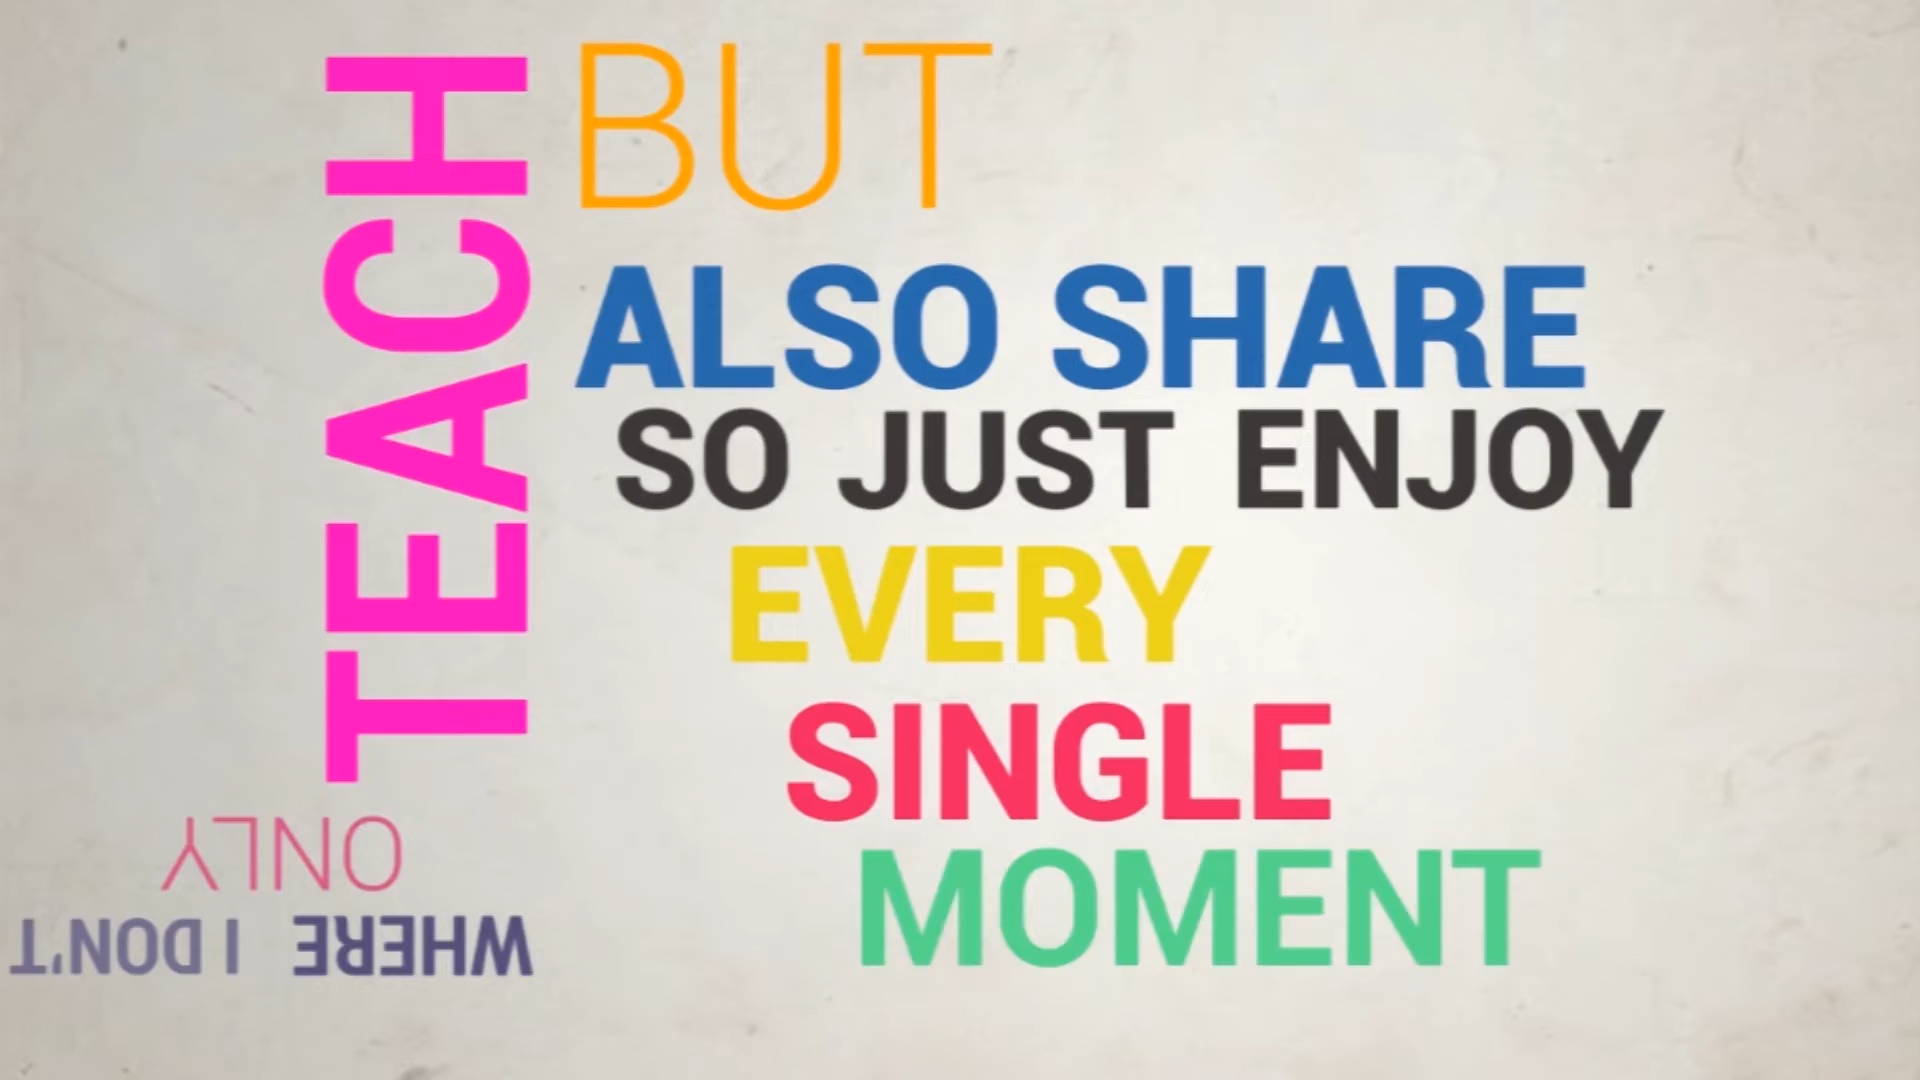 WHERE I DON'T
ONLY
TEACH
BUT
ALSO SHARE
SO JUST ENJOY
EVERY
SINGLE
MOMENT